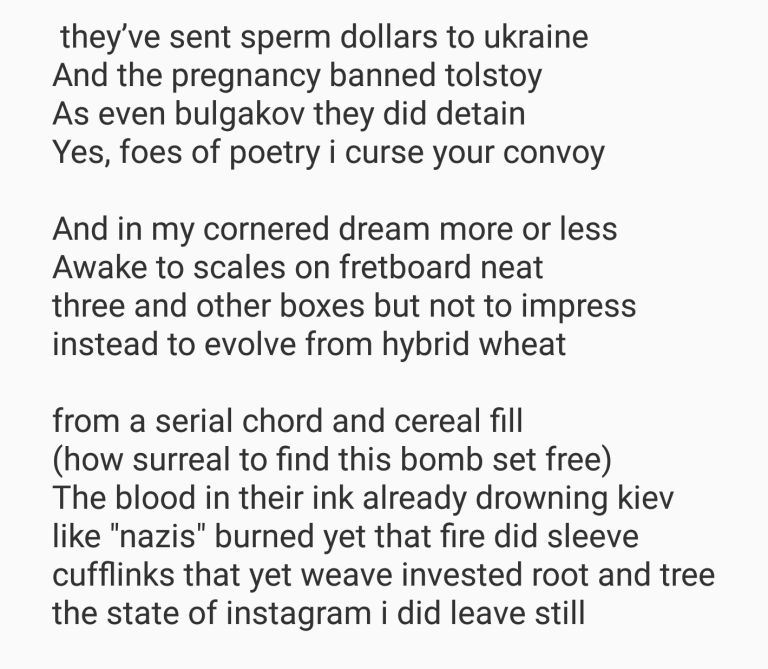 they’ve sent sperm dollars to ukraine
And the pregnancy banned tolstoy
As even bulgakov they did detain
Yes, foes of poetry i curse your convoy
And in my cornered dream more or less
Awake to scales on fretboard neat
three and other boxes but not to impress
instead to evolve from hybrid wheat
from a serial chord and cereal fill
(how surreal to find this bomb set free)
The blood in their ink already drowning kiev
like "nazis" burned yet that fire did sleeve
cufflinks that yet weave invested root and tree
the state of instagram i did leave still